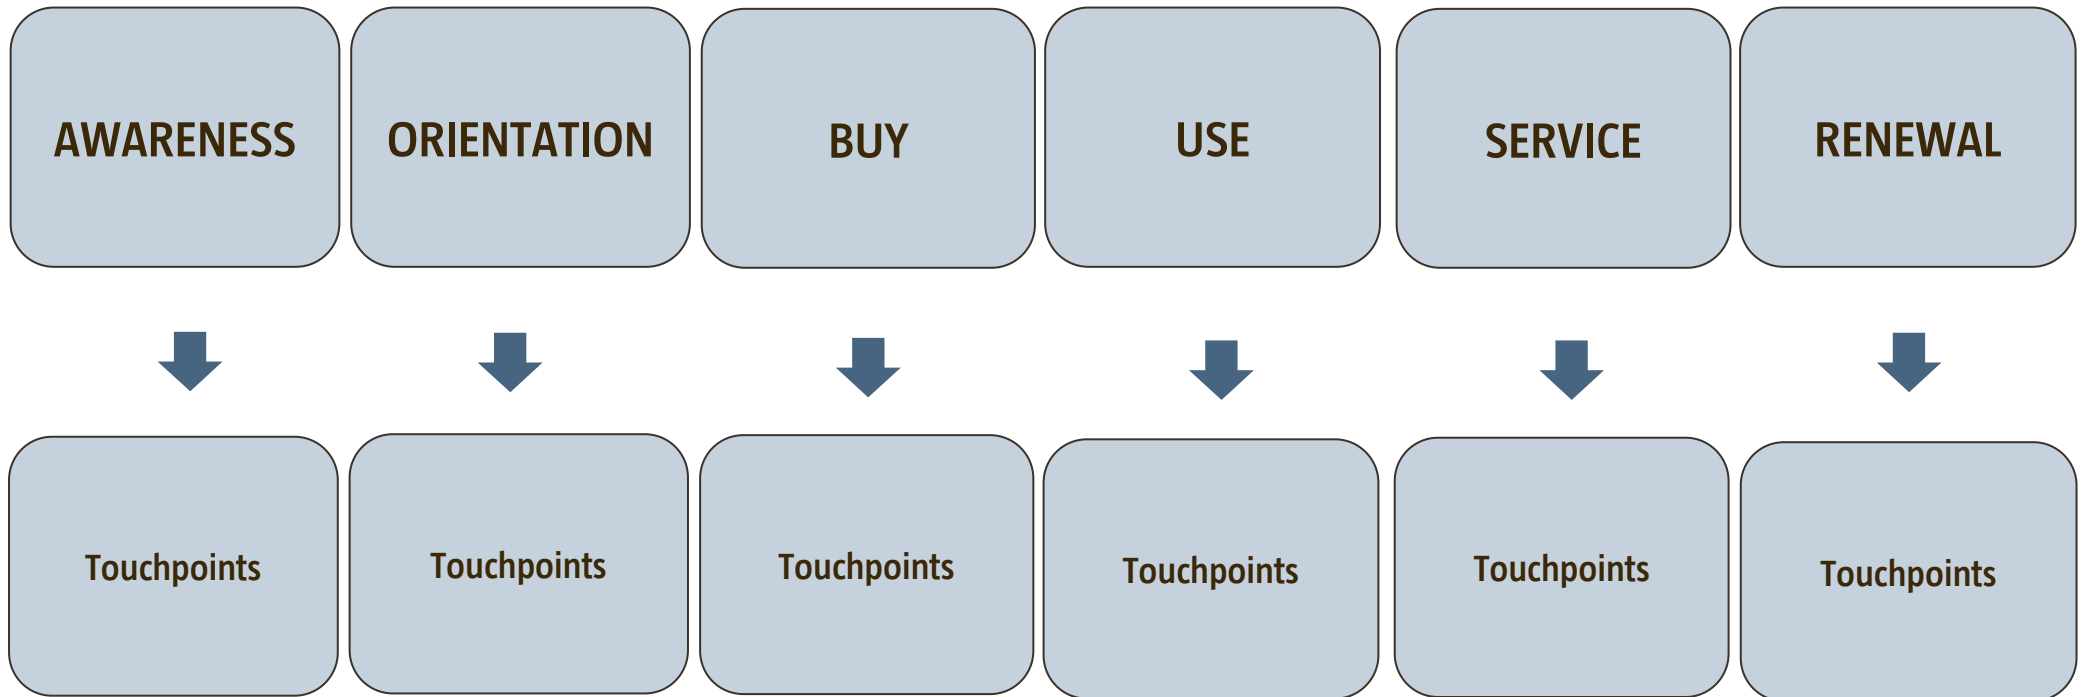 AWARENESS
ORIENTATION
BUY
USE
SERVICE
RENEWAL
Touchpoints
Touchpoints
Touchpoints
Touchpoints
Touchpoints
Touchpoints